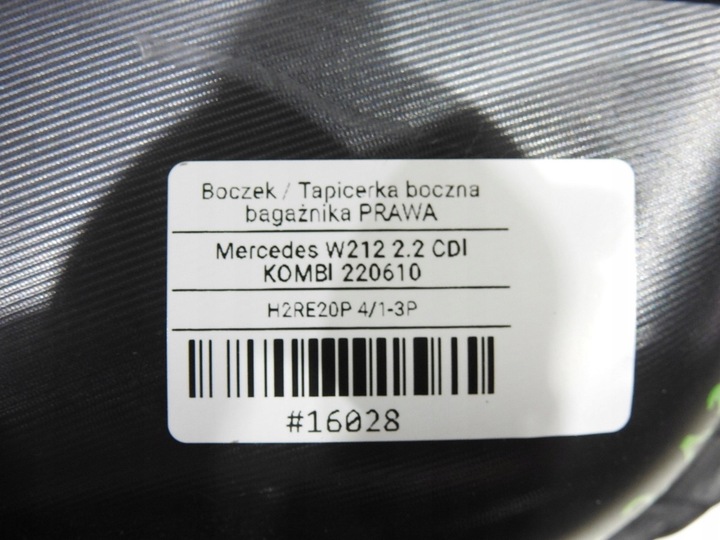 Boczek / Tapicerka boczna
bagażnika PRAWA
Mercedes W212 2.2 CDI
KOMBI 220610
H2RE20P 4/1-3P
#16028